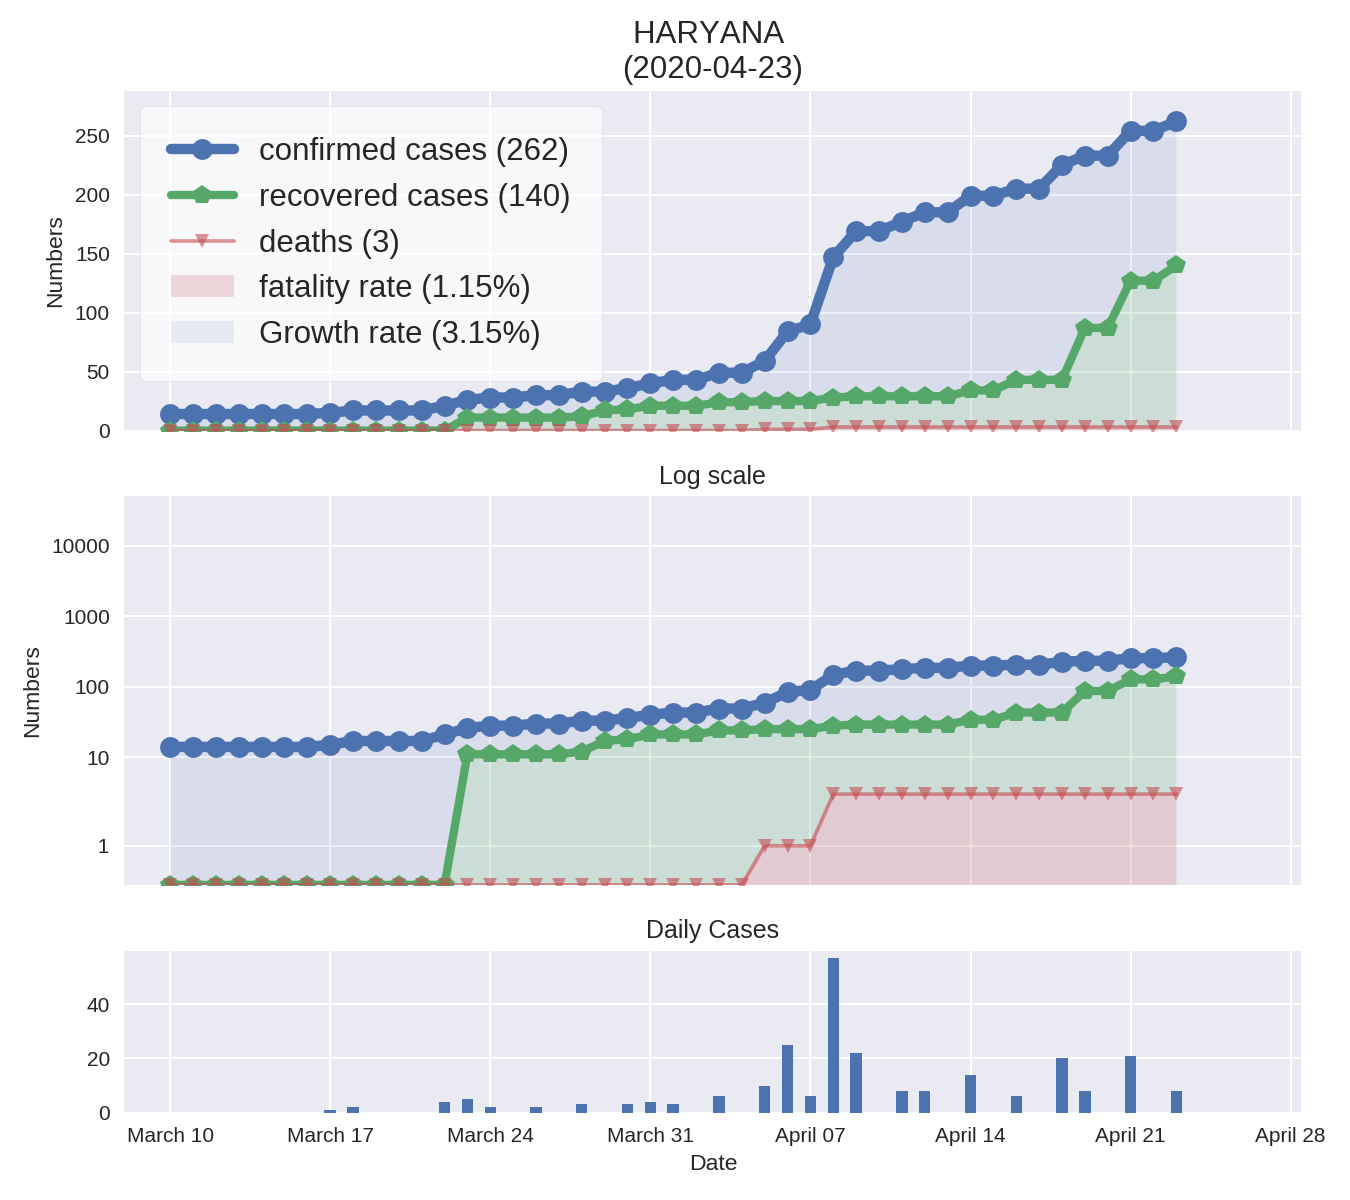 HARYANA
(2020-04-23)
confirmed cases (262)
recovered cases (140)
deaths (3)
fatality rate (1.15%)
Growth rate (3.15%)
Numbers
250
200
150
100
50
0
Log scale
Numbers
10000
1000
100
10
1
Daily Cases
40
20
0
March 10 March 17 March 24 March 31 April 07 April 14 April 21 April 28
Date